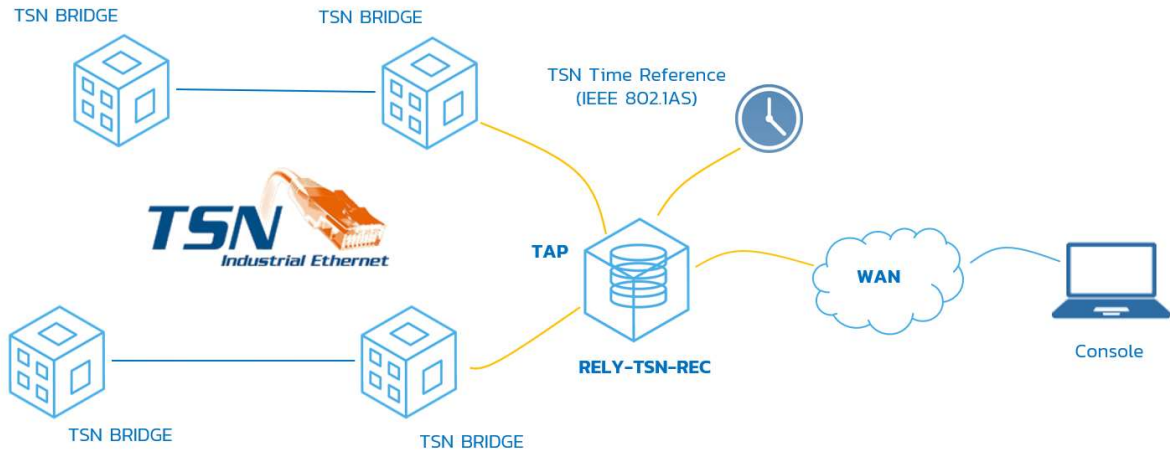 TSN BRIDGE
TSN BRIDGE
TSN Time Reference
(IEEE 802.1AS)
TSN
Industrial Ethernet
TAP
WAN
RELY-TSN-REC
Console
TSN BRIDGE
TSN BRIDGE